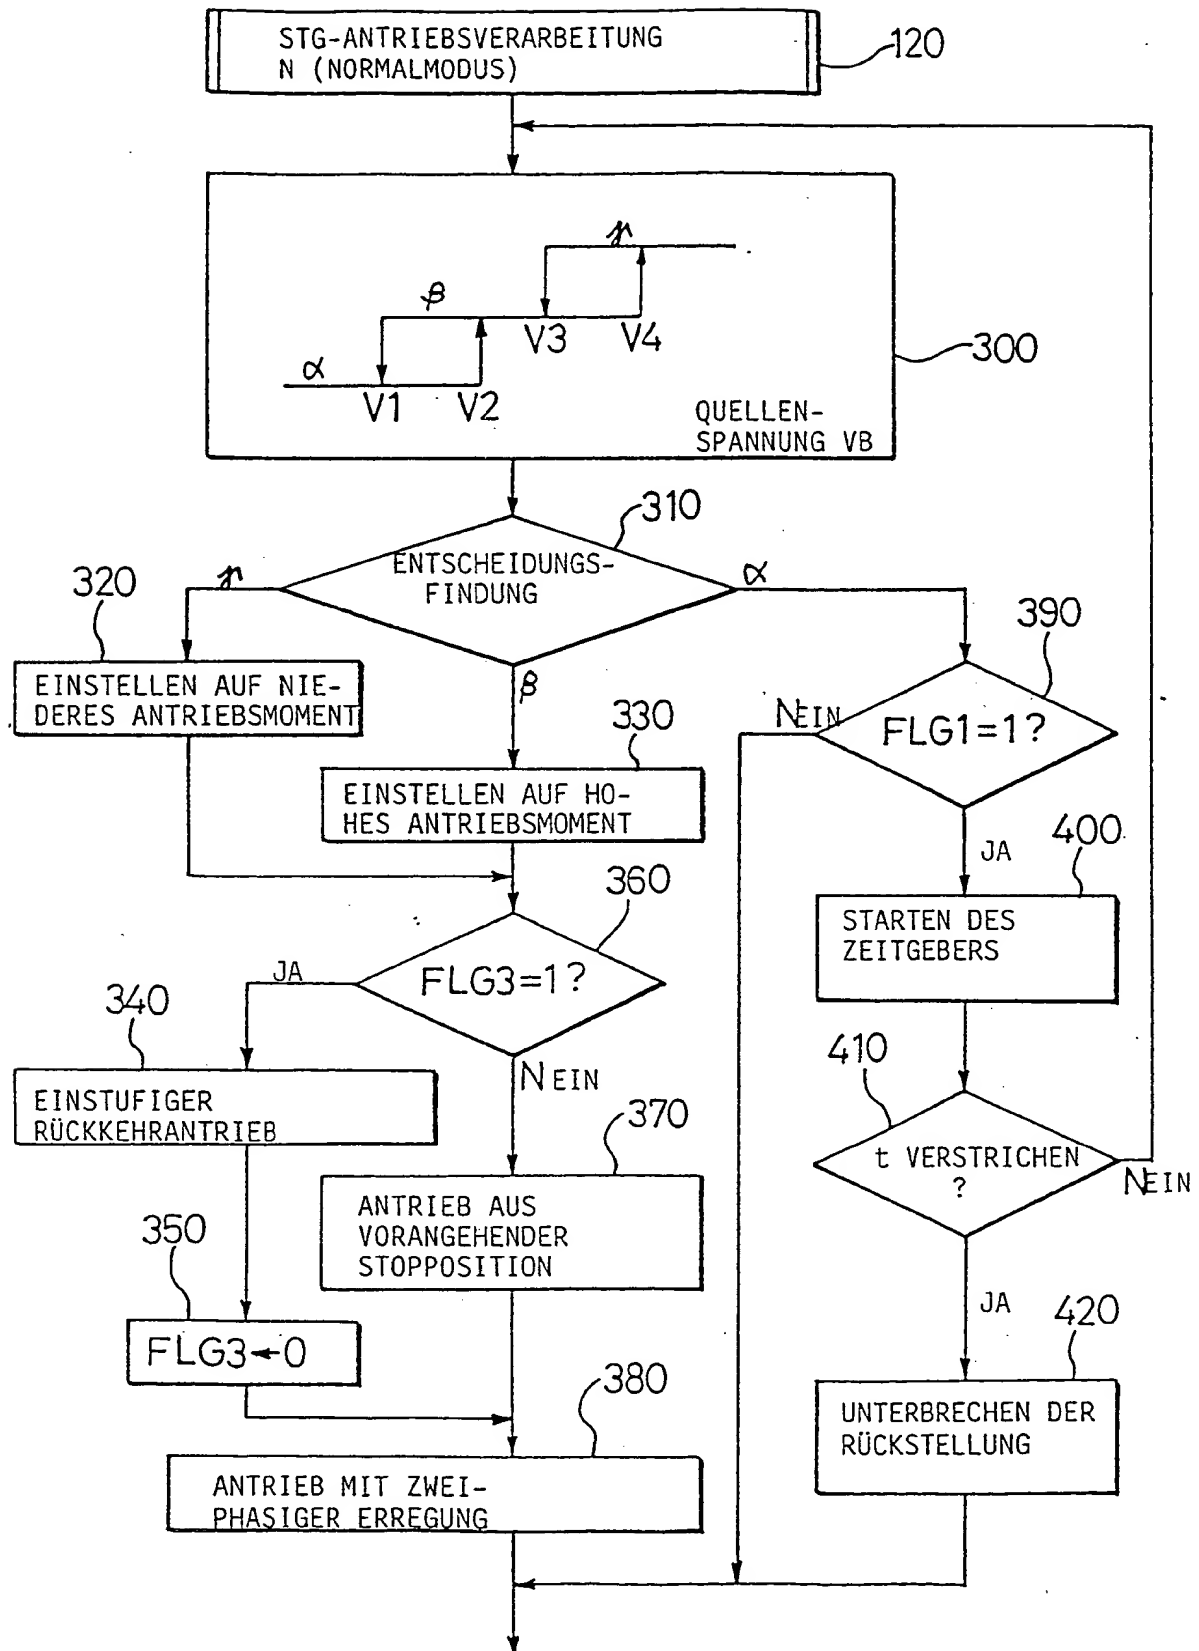 STG-ANTRIEBSVERARBEITUNG
N (NORMALMODUS)
120
γ
β
V3
V4
α
V1
V2
300
QUELLEN-
SPANNUNG VB
310
ENTSCHEIDUNGS-
FINDUNG
γ
α
β
320
EINSTELLEN AUF NIE-
DERES ANTRIEBSMOMENT
330
EINSTELLEN AUF HO-
HES ANTRIEBSMOMENT
390
NEIN
FLG1=1?
JA
400
STARTEN DES
ZEITGEBERS
360
FLG3=1?
JA
NEIN
340
EINSTUFIGER
RÜCKKEHRANTRIEB
410
t VERSTRICHEN
?
NEIN
JA
370
ANTRIEB AUS
VORANGEHENDER
STOPPOSITION
350
FLG3←0
420
UNTERBRECHEN DER
RÜCKSTELLUNG
380
ANTRIEB MIT ZWEI-
PHASIGER ERREGUNG